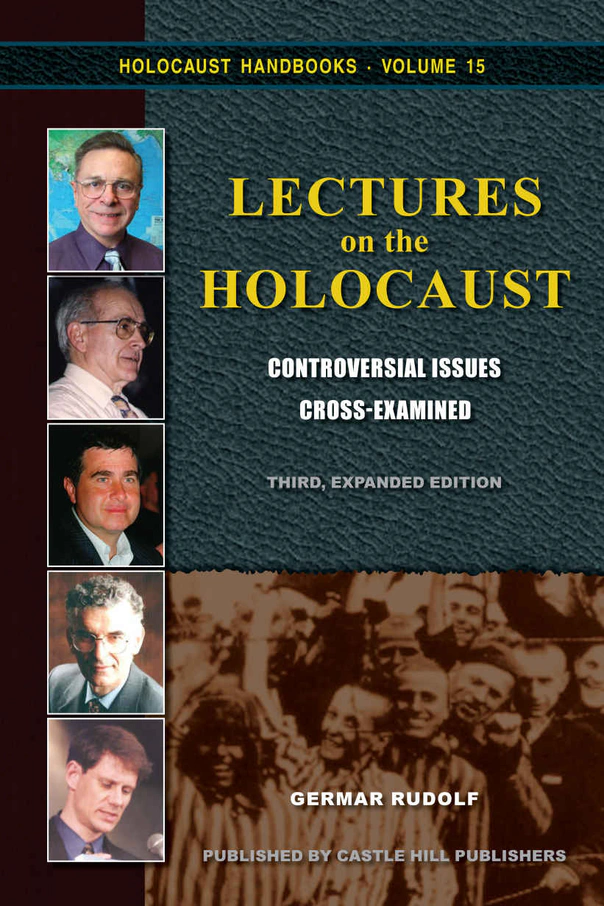 HOLOCAUST HANDBOOKS · VOLUME 15
LECTURES
on the
HOLOCAUST
CONTROVERSIAL ISSUES
CROSS-EXAMINED
THIRD, EXPANDED EDITION
GERMAR RUDOLF
PUBLISHED BY CASTLE HILL PUBLISHERS